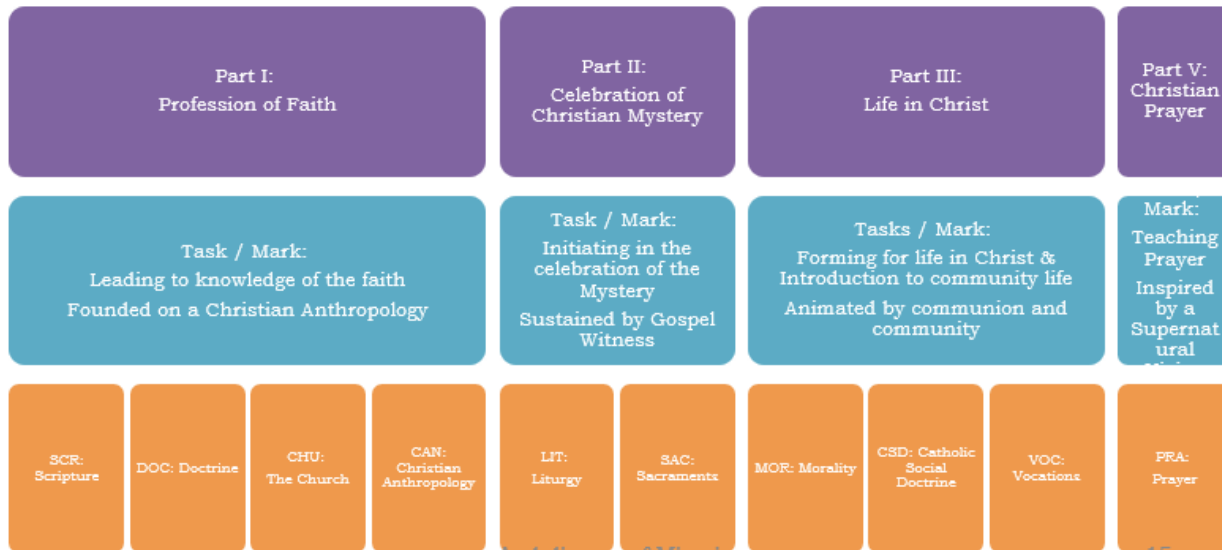 Part I:
Profession of Faith
Part II:
Celebration of
Christian Mystery
Part III:
Life in Christ
Part V:
Christian
Prayer
Task / Mark:
Leading to knowledge of the faith
Founded on a Christian Anthropology
Task / Mark:
Initiating in the
celebration of the
Mystery
Sustained by Gospel
Witness
Tasks / Mark:
Forming for life in Christ &
Introduction to community life
Animated by communion and
community
Mark:
Teaching
Prayer
Inspired
by a
Supernat
ural
SCR:
Scripture
DOC: Doctrine
CHU:
The Church
CAN:
Christian
Anthropology
LIT:
Liturgy
SAC:
Sacraments
MOR: Morality
CSD: Catholic
Social
Doctrine
VOC:
Vocations
PRA:
Prayer